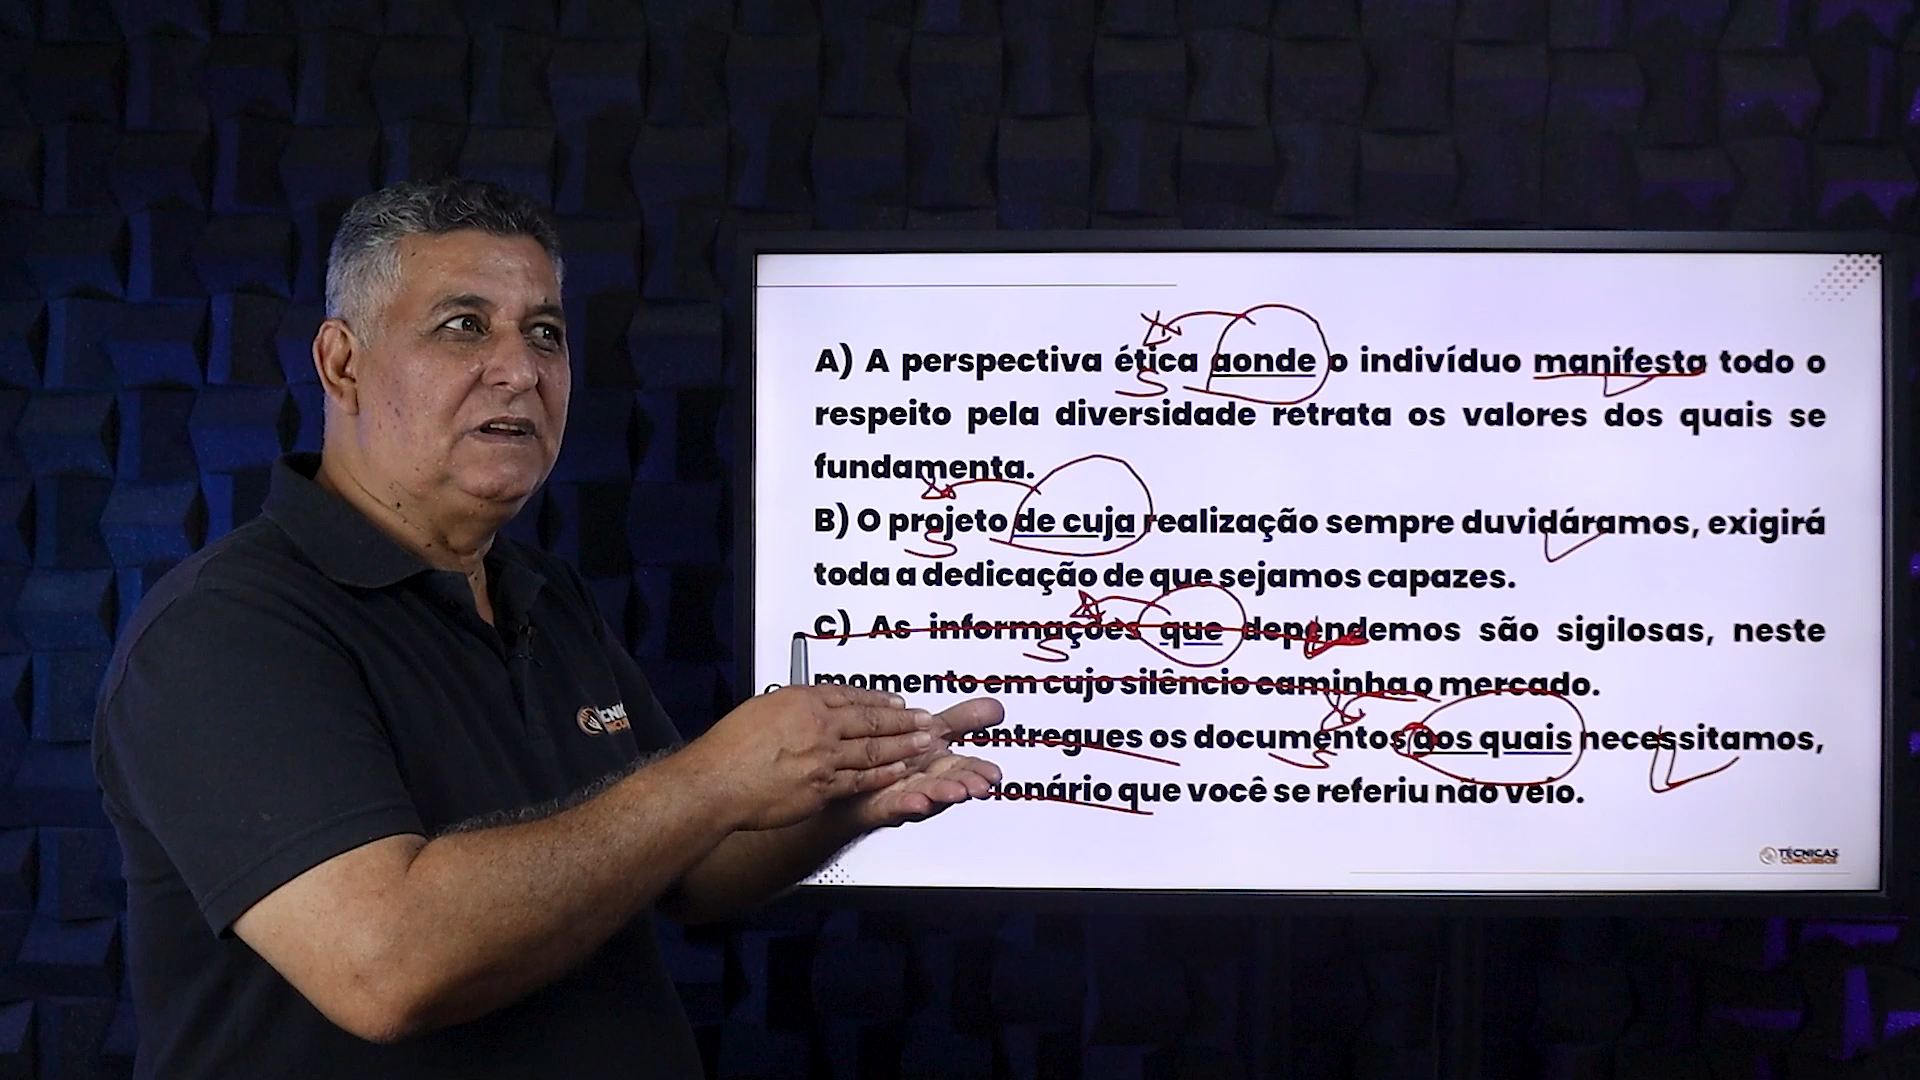 A) A perspectiva ética aonde o indivíduo manifesta todo o
respeito pela diversidade retrata os valores dos quais se
fundamenta.
B) O projeto de cuja realização sempre duvidáramos, exigirá
toda a dedicação de que sejamos capazes.
C) As informações que dependemos são sigilosas, neste
momento em cujo silêncio caminha o mercado.
entregues os documentos aos quais necessitamos,
que você se referiu não veio.
TÉCNICAS
CONCURSOS